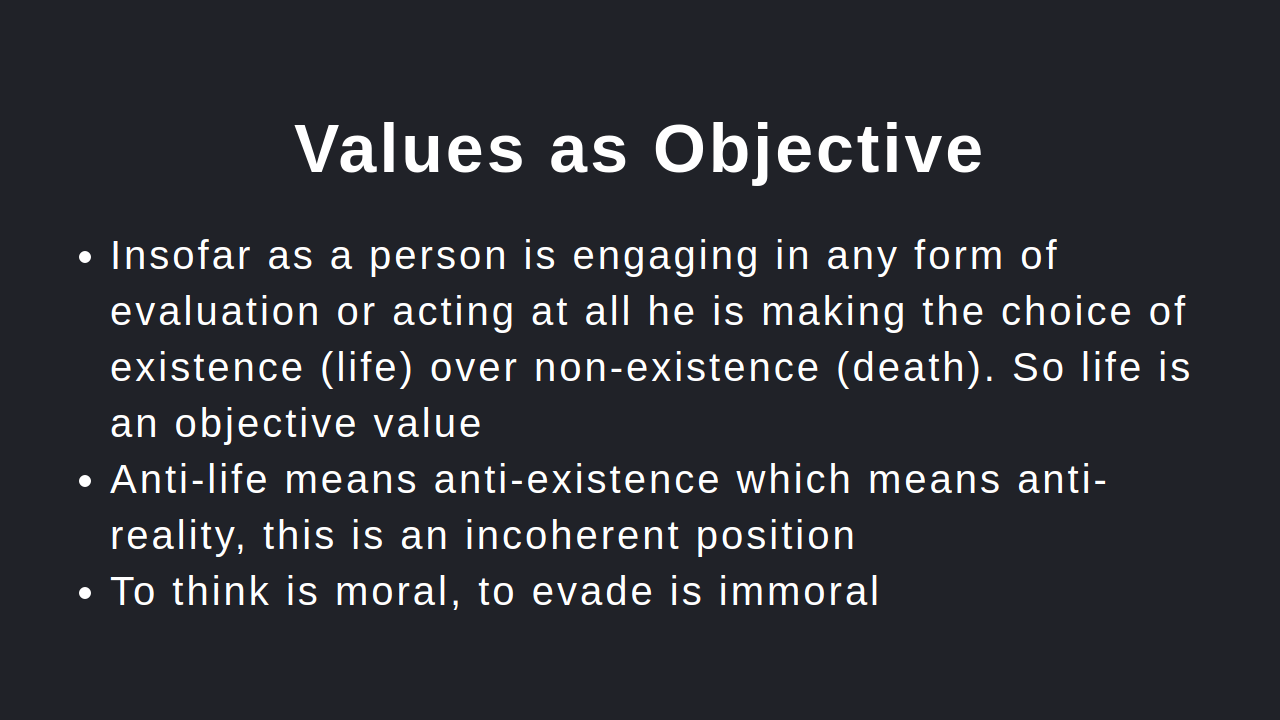 Values as Objective
• Insofar as a person is engaging in any form of
evaluation or acting at all he is making the choice of
existence (life) over non-existence (death). So life is
an objective value
• Anti-life means anti-existence which means anti-
reality, this is an incoherent position
• To think is moral, to evade is immoral